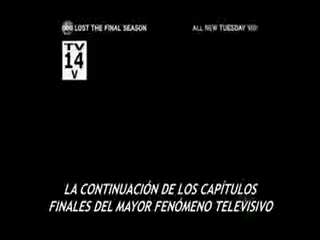 abc LOST THE FINAL SEASON
ALL NEW TUESDAY
TV
14
V
LA CONTINUACIÓN DE LOS CAPÍTULOS
FINALES DEL MAYOR FENÓMENO TELEVISIVO